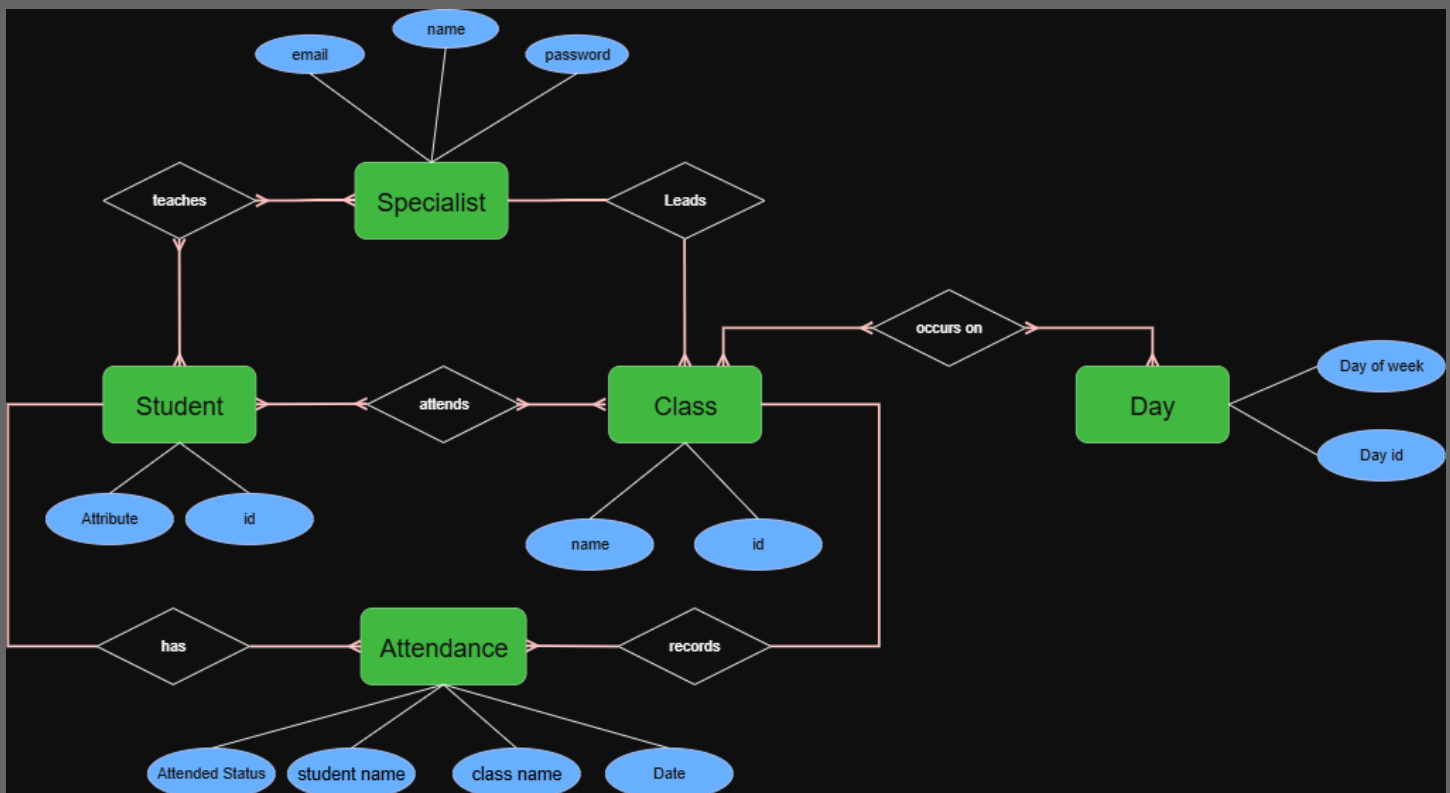 name
email
password
teaches
Specialist
Leads
occurs on
Day of week
Student
attends
Class
Day
Day id
Attribute
id
name
id
has
Attendance
records
Attended Status
student name
class name
Date